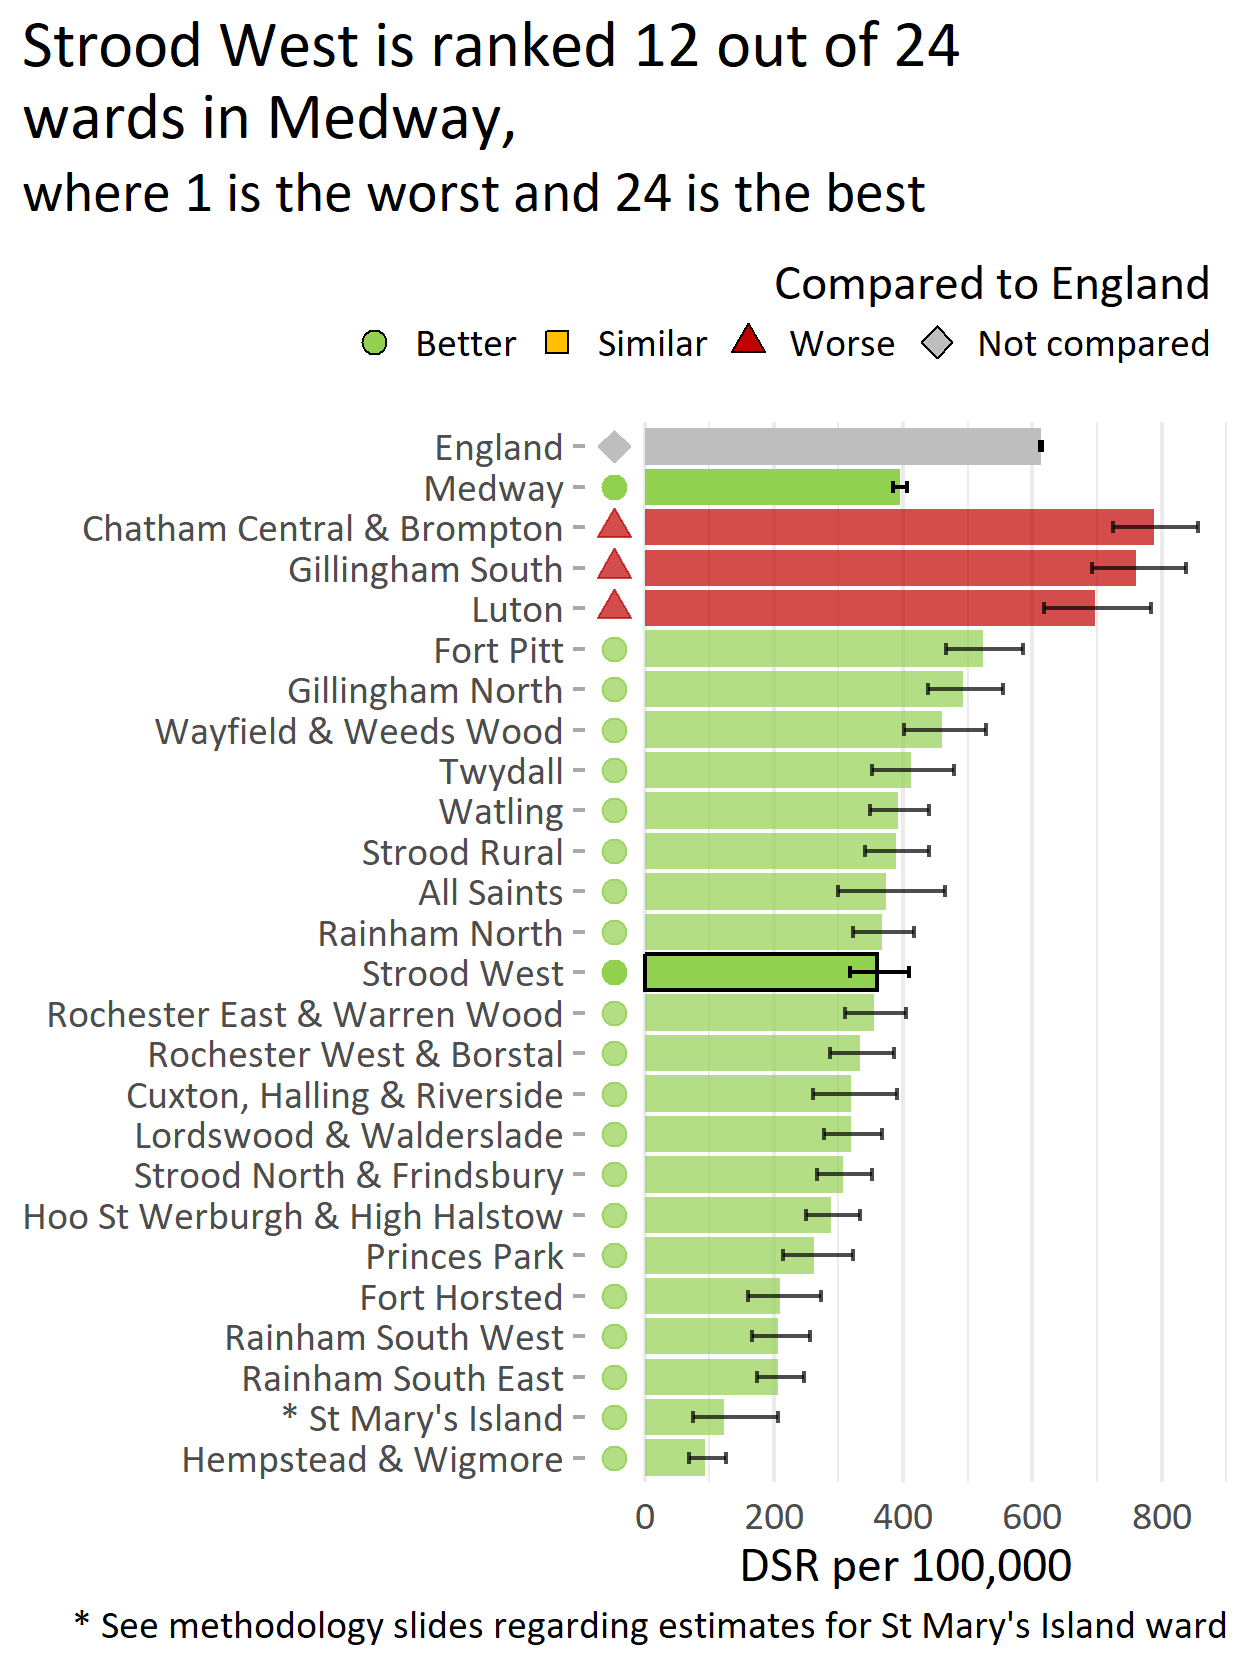 Strood West is ranked 12 out of 24
wards in Medway,
where 1 is the worst and 24 is the best
Compared to England
Better Similar Worse Not compared
England
Medway
Chatham Central & Brompton
Gillingham South
Luton
Fort Pitt
Gillingham North
Wayfield & Weeds Wood
Twydall
Watling
Strood Rural
All Saints
Rainham North
Strood West
Rochester East & Warren Wood
Rochester West & Borstal
Cuxton, Halling & Riverside
Lordswood & Walderslade
Strood North & Frindsbury
Hoo St Werburgh & High Halstow
Princes Park
Fort Horsted
Rainham South West
Rainham South East
* St Mary's Island
Hempstead & Wigmore
0 200 400 600 800
DSR per 100,000
* See methodology slides regarding estimates for St Mary's Island ward